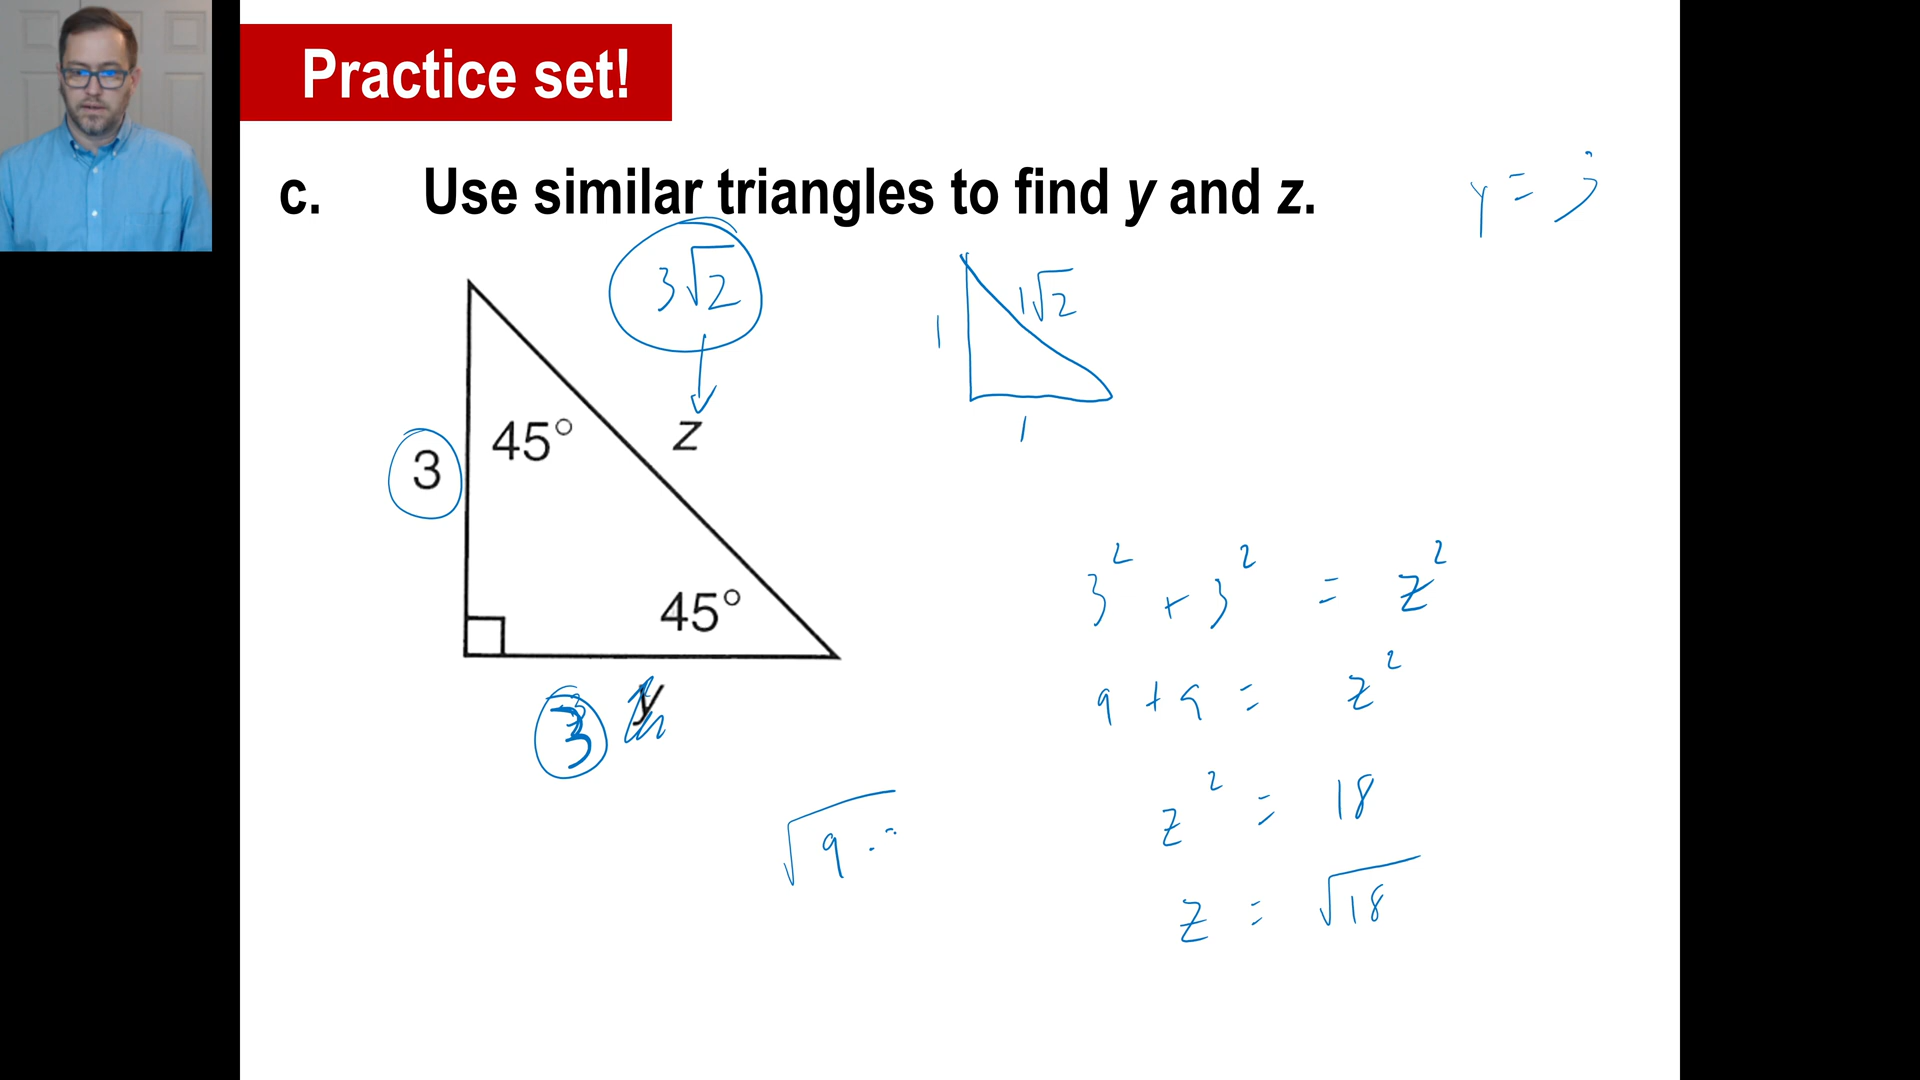 Practice set!
c. Use similar triangles to find y and z.
y = 3
3√2
1√2
1
1
45°
z
3
45°
3 y
3² + 3² = z²
9 + 9 = z²
z² = 18
√9 ·
z = √18